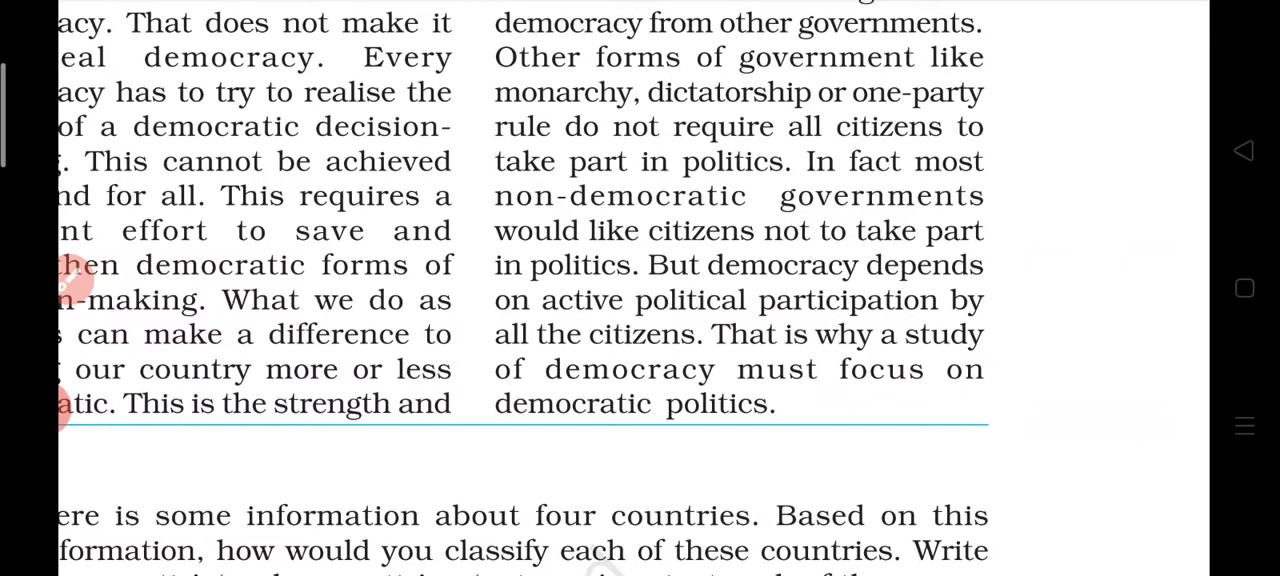 acy. That does not make it
eal democracy. Every
acy has to try to realise the
of a democratic decision-
. This cannot be achieved
nd for all. This requires a
nt effort to save and
hen democratic forms of
n-making. What we do as
s can make a difference to
our country more or less
atic. This is the strength and
democracy from other governments.
Other forms of government like
monarchy, dictatorship or one-party
rule do not require all citizens to
take part in politics. In fact most
non-democratic governments
would like citizens not to take part
in politics. But democracy depends
on active political participation by
all the citizens. That is why a study
of democracy must focus on
democratic politics.
ere is some information about four countries. Based on this
formation, how would you classify each of these countries. Write